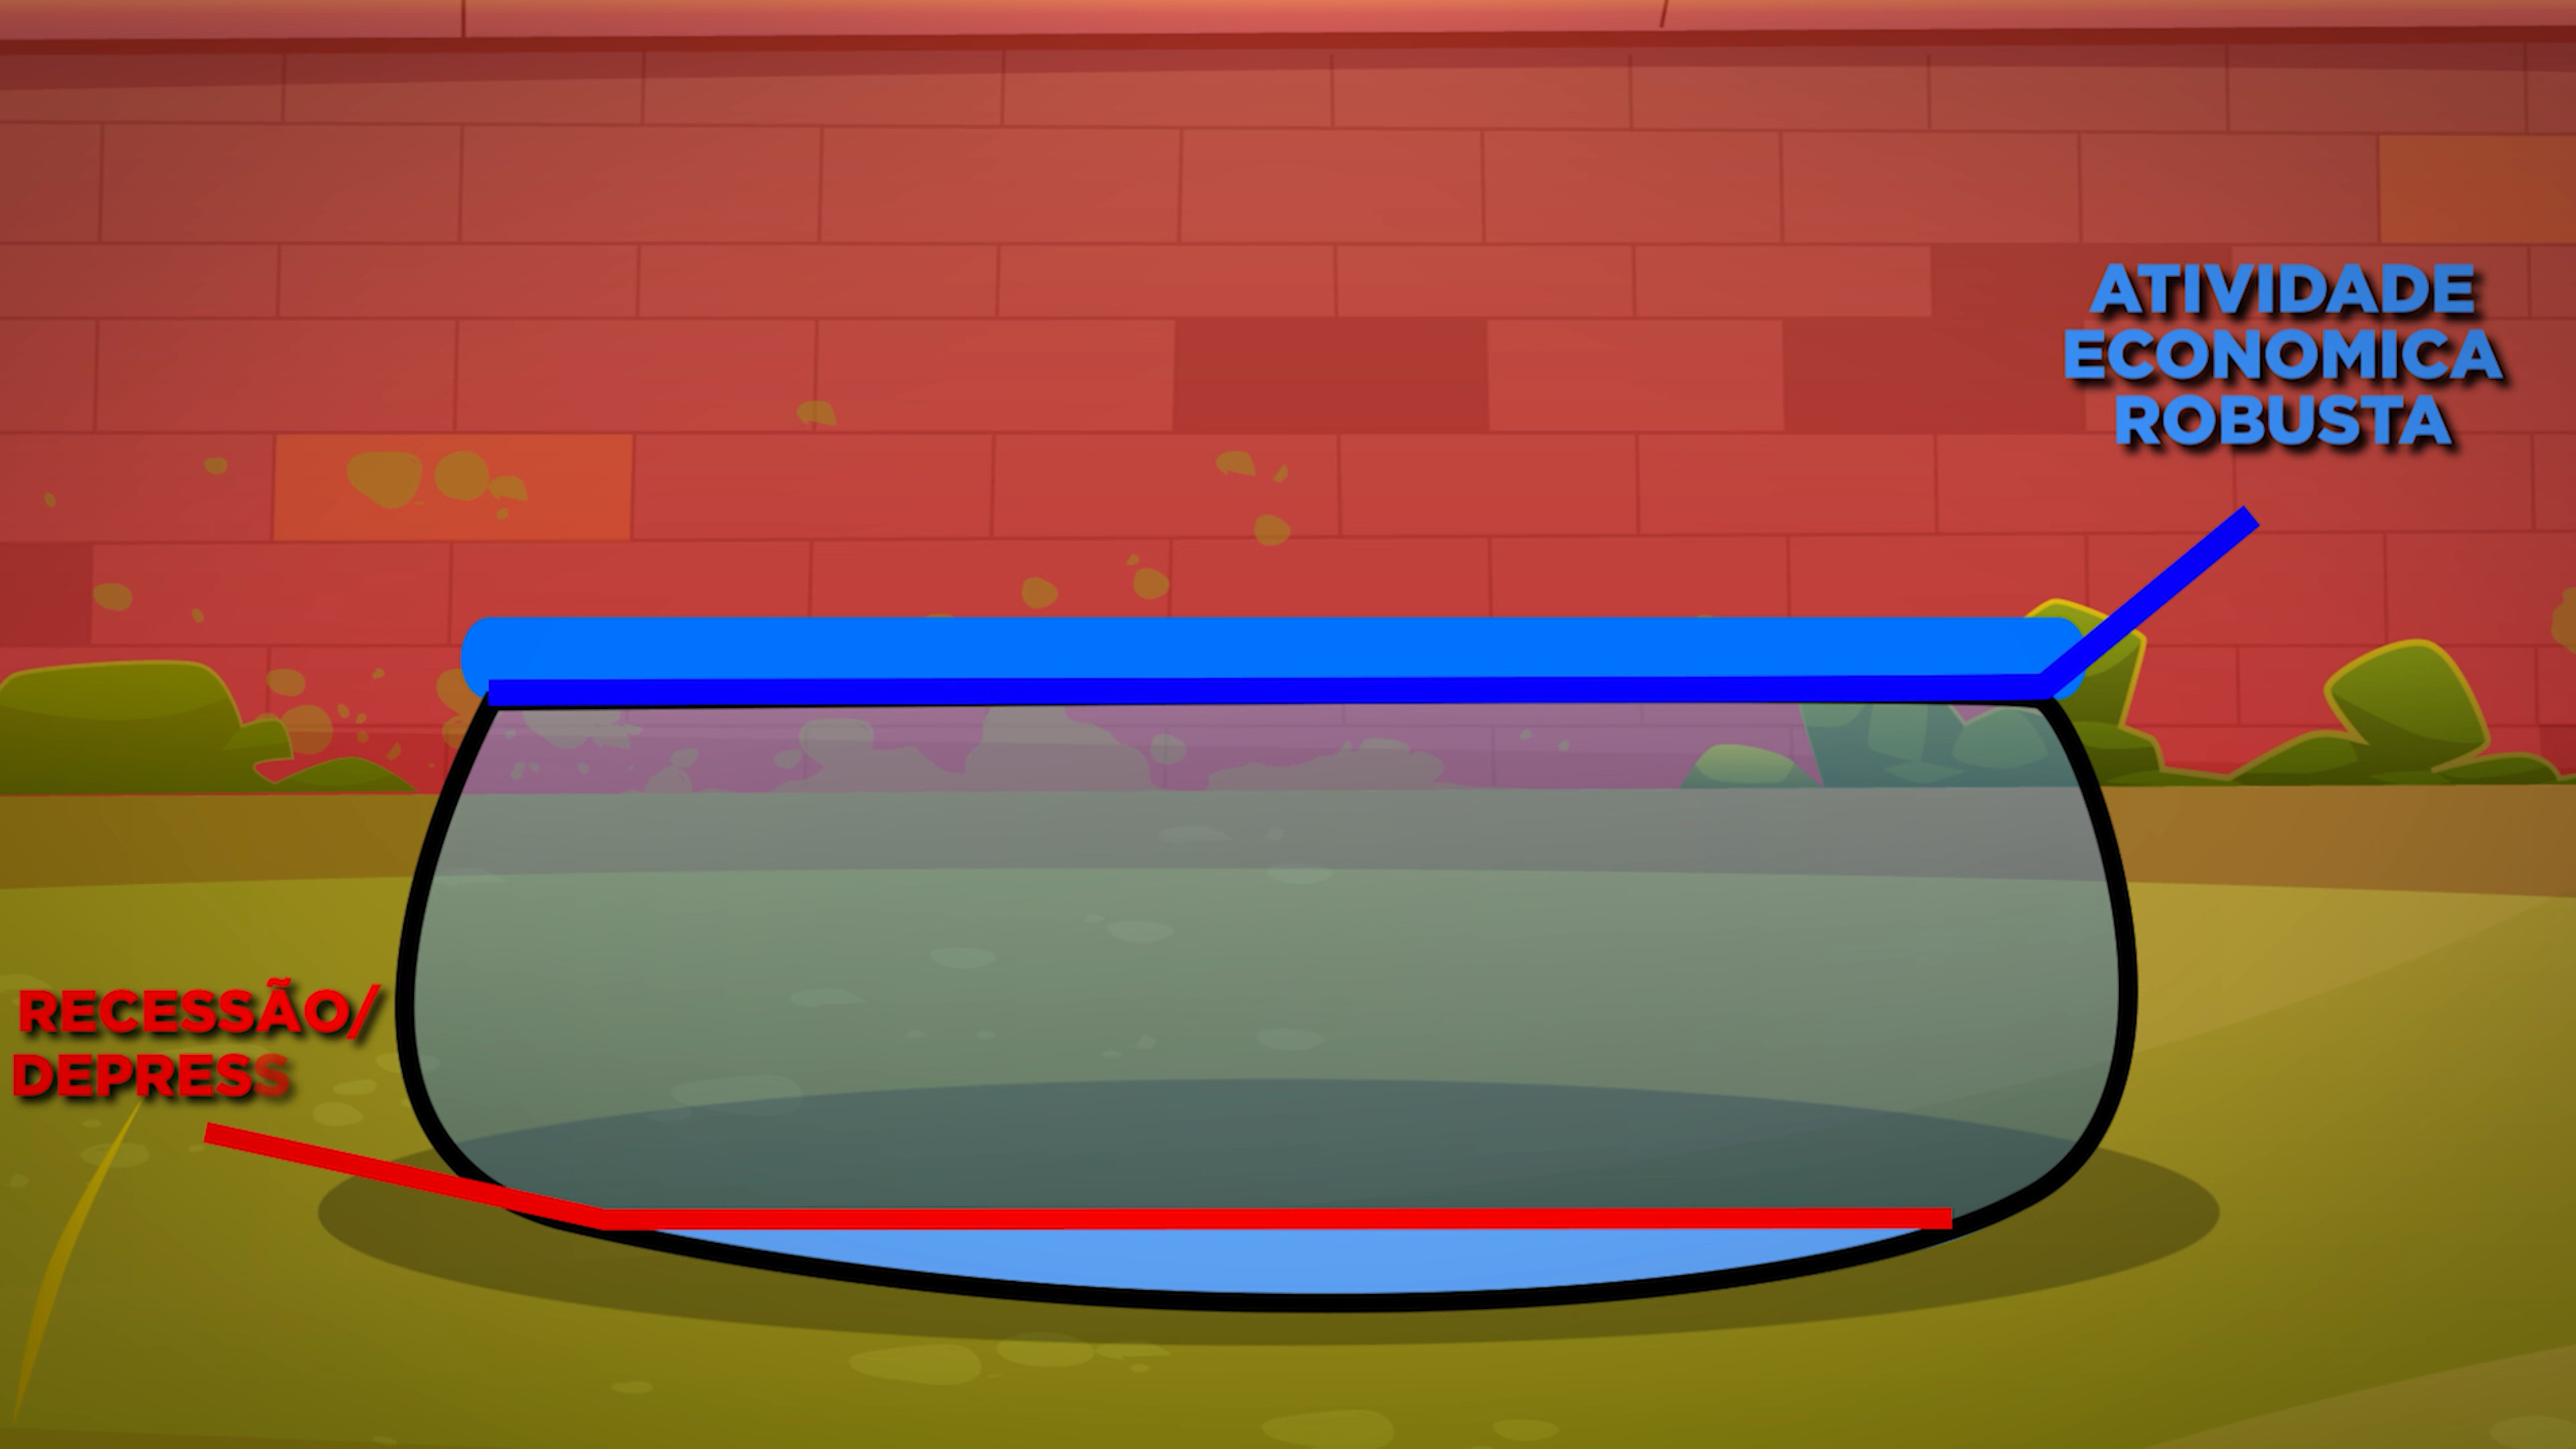 ATIVIDADE
ECONOMICA
ROBUSTA
RECESSÃO/
DEPRESS